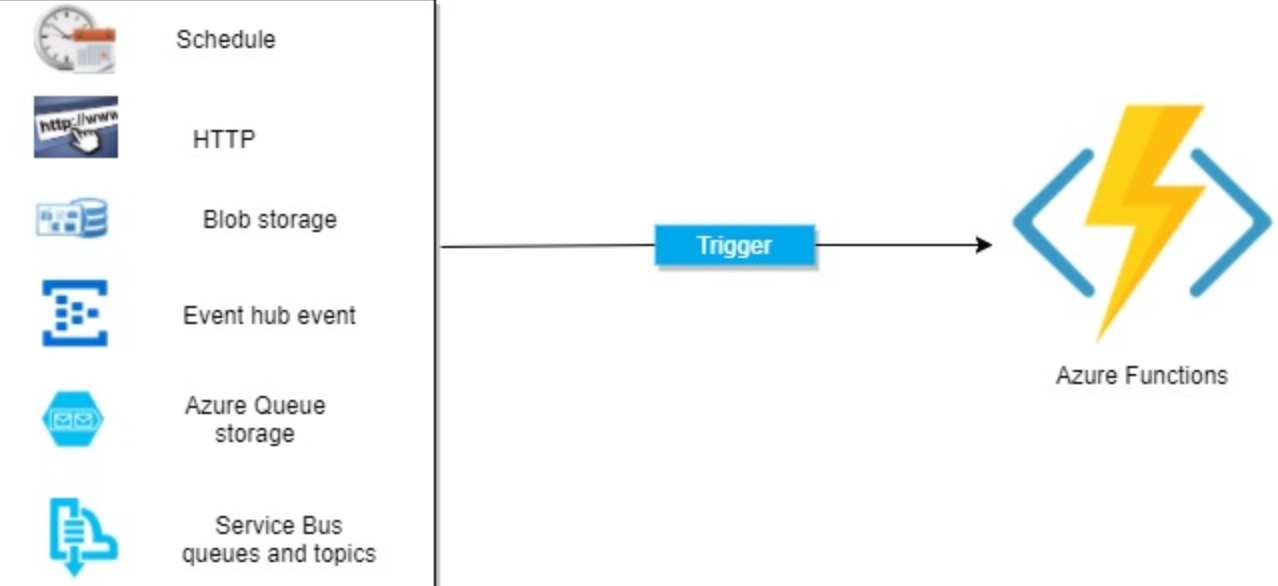 Schedule
http://www
HTTP
Blob storage
Event hub event
Azure Queue
storage
Service Bus
queues and topics
Trigger
Azure Functions